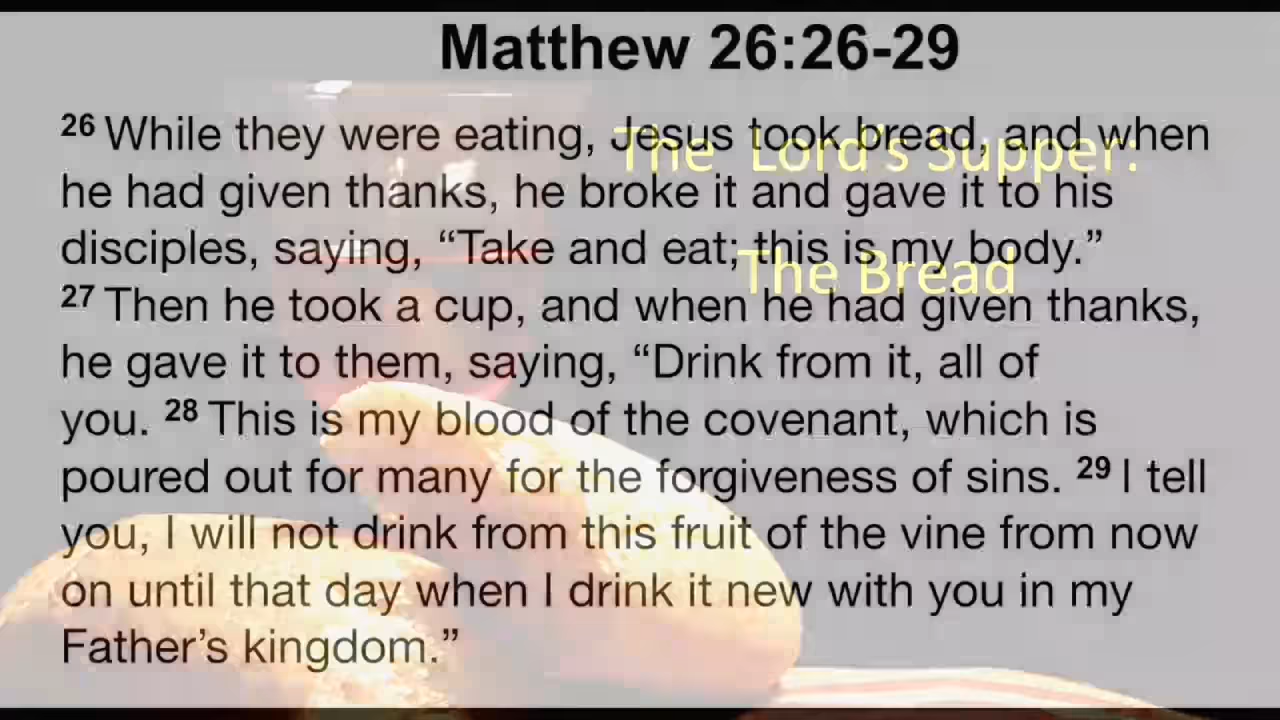 Matthew 26:26-29
26 While they were eating, Jesus took bread, and when
he had given thanks, he broke it and gave it to his
disciples, saying, “Take and eat; this is my body.”
27 Then he took a cup, and when he had given thanks,
he gave it to them, saying, “Drink from it, all of
you. 28 This is my blood of the covenant, which is
poured out for many for the forgiveness of sins. 29 I tell
you, I will not drink from this fruit of the vine from now
on until that day when I drink it new with you in my
Father’s kingdom.”
The Lord’s Supper:
The Bread